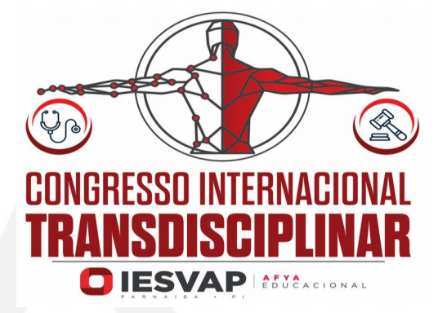 CONGRESSO INTERNACIONAL
TRANSDISCIPLINAR
IESVAP AFYA
EDUCACIONAL
PARNAÍBA - PI